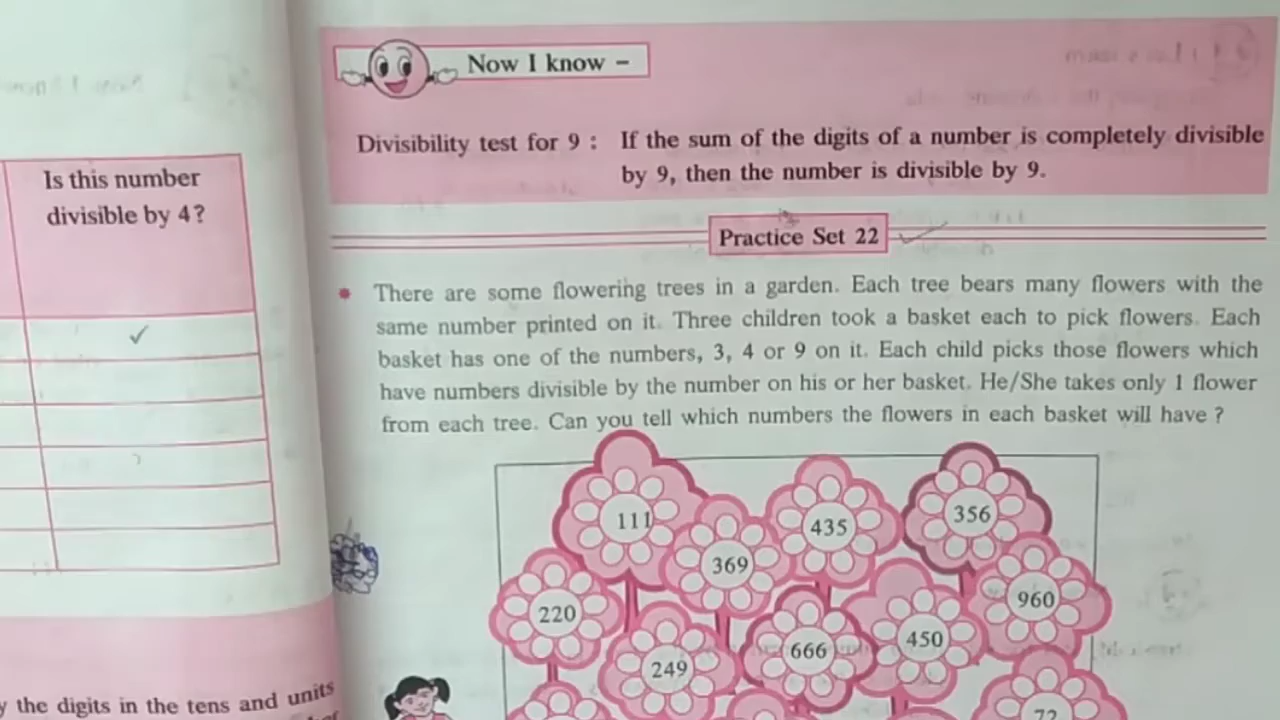 Now I know –
Divisibility test for 9 : If the sum of the digits of a number is completely divisible
by 9, then the number is divisible by 9.
Is this number
divisible by 4?
✓
Practice Set 22
There are some flowering trees in a garden. Each tree bears many flowers with the
same number printed on it. Three children took a basket each to pick flowers. Each
basket has one of the numbers, 3, 4 or 9 on it. Each child picks those flowers which
have numbers divisible by the number on his or her basket. He/She takes only 1 flower
from each tree. Can you tell which numbers the flowers in each basket will have ?
111
435
356
369
220
960
249
666
450
72
the digits in the tens and units